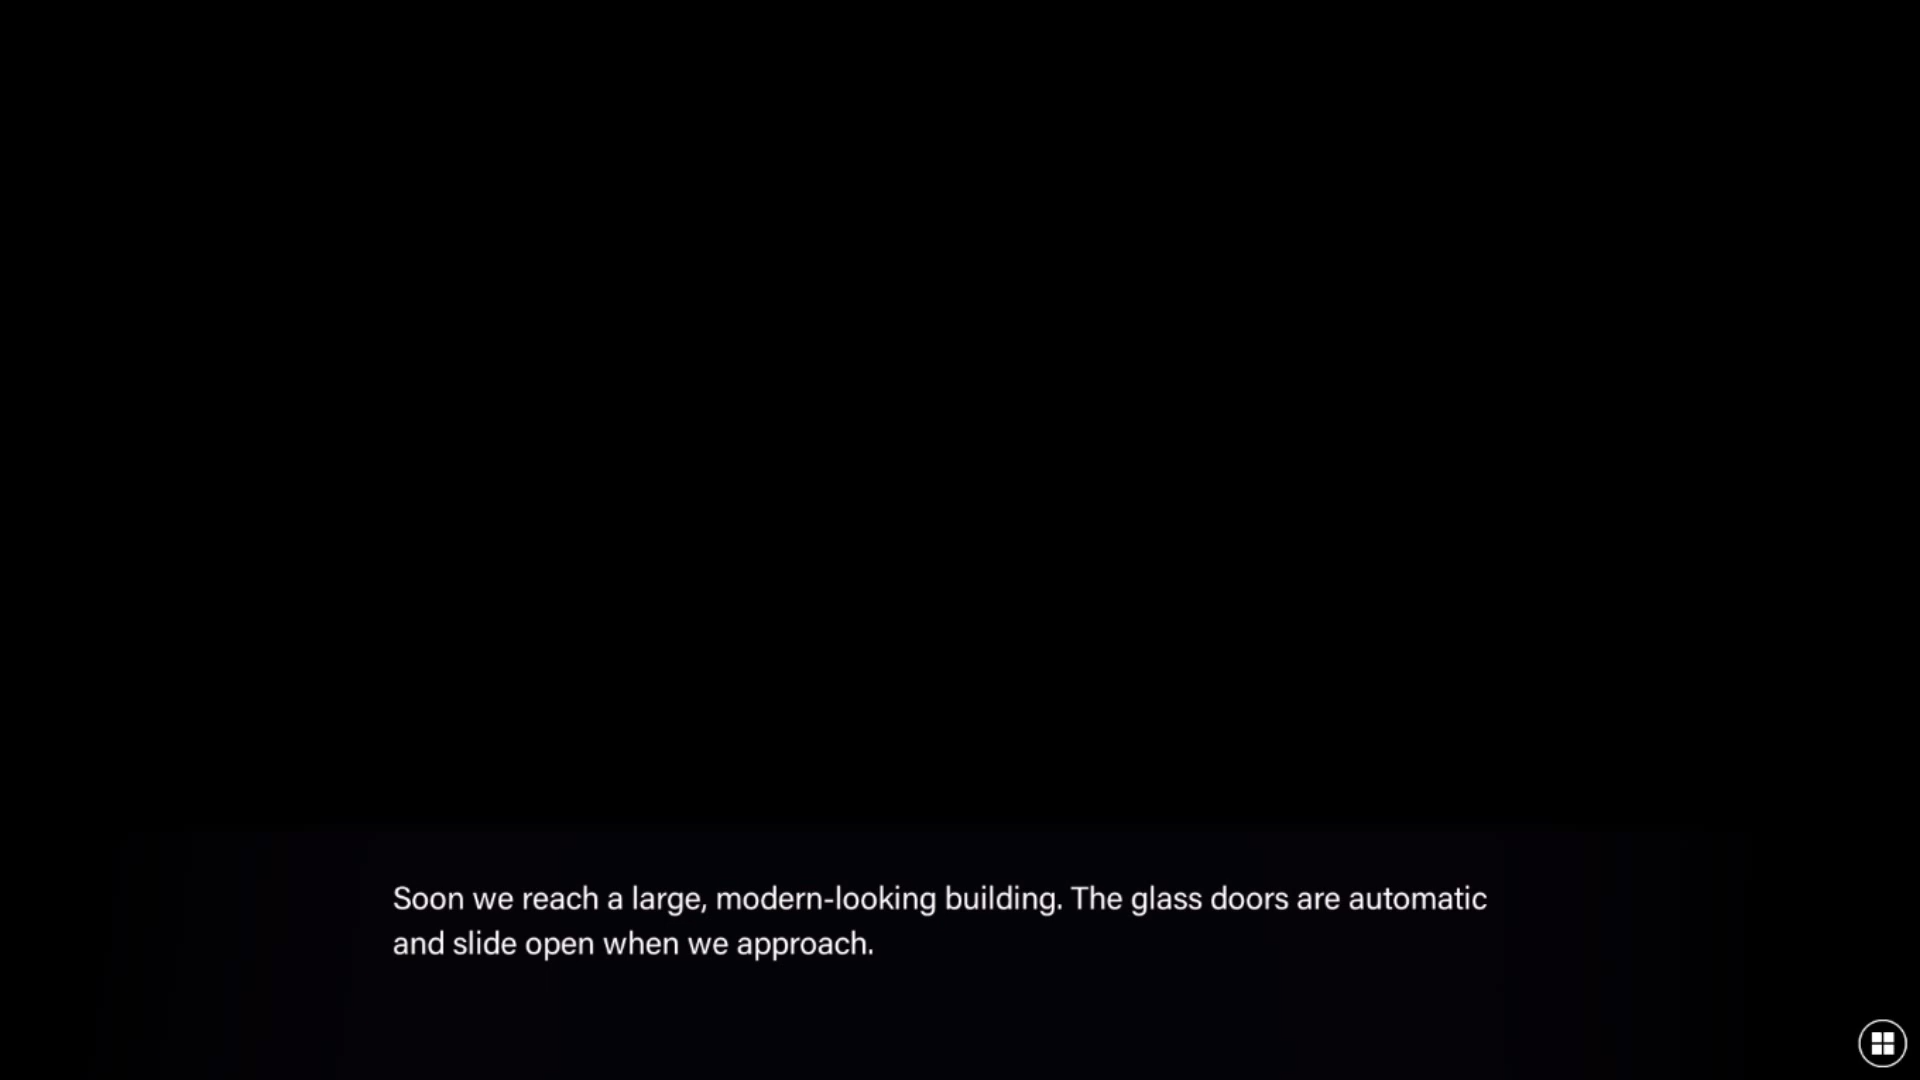 Soon we reach a large, modern-looking building. The glass doors are automatic
and slide open when we approach.